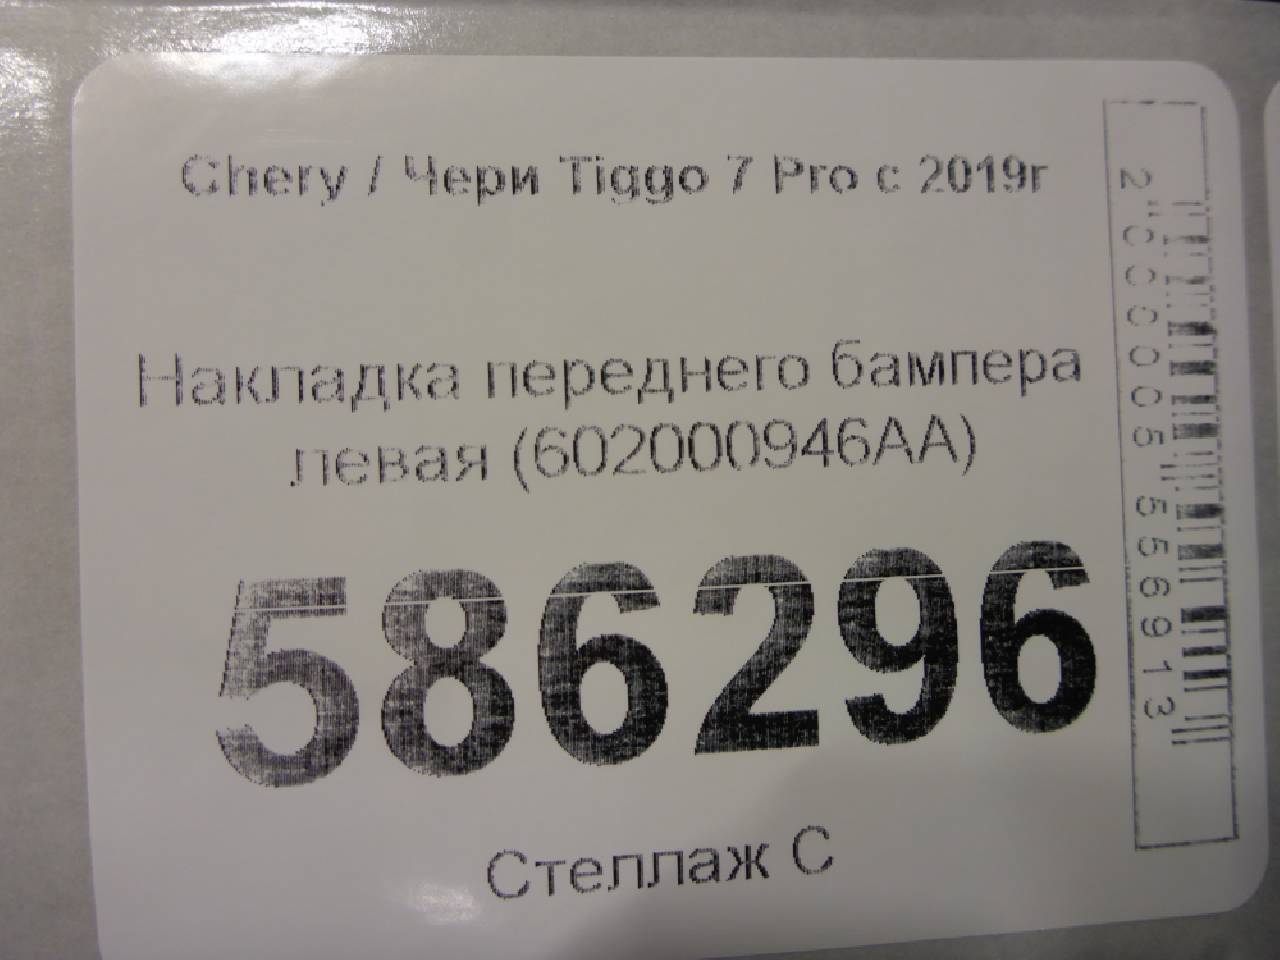 Chery / Чери Tiggo 7 Pro с 2019г
Накладка переднего бампера
левая (602000946AA)
586296
Стеллаж С
2000005556913